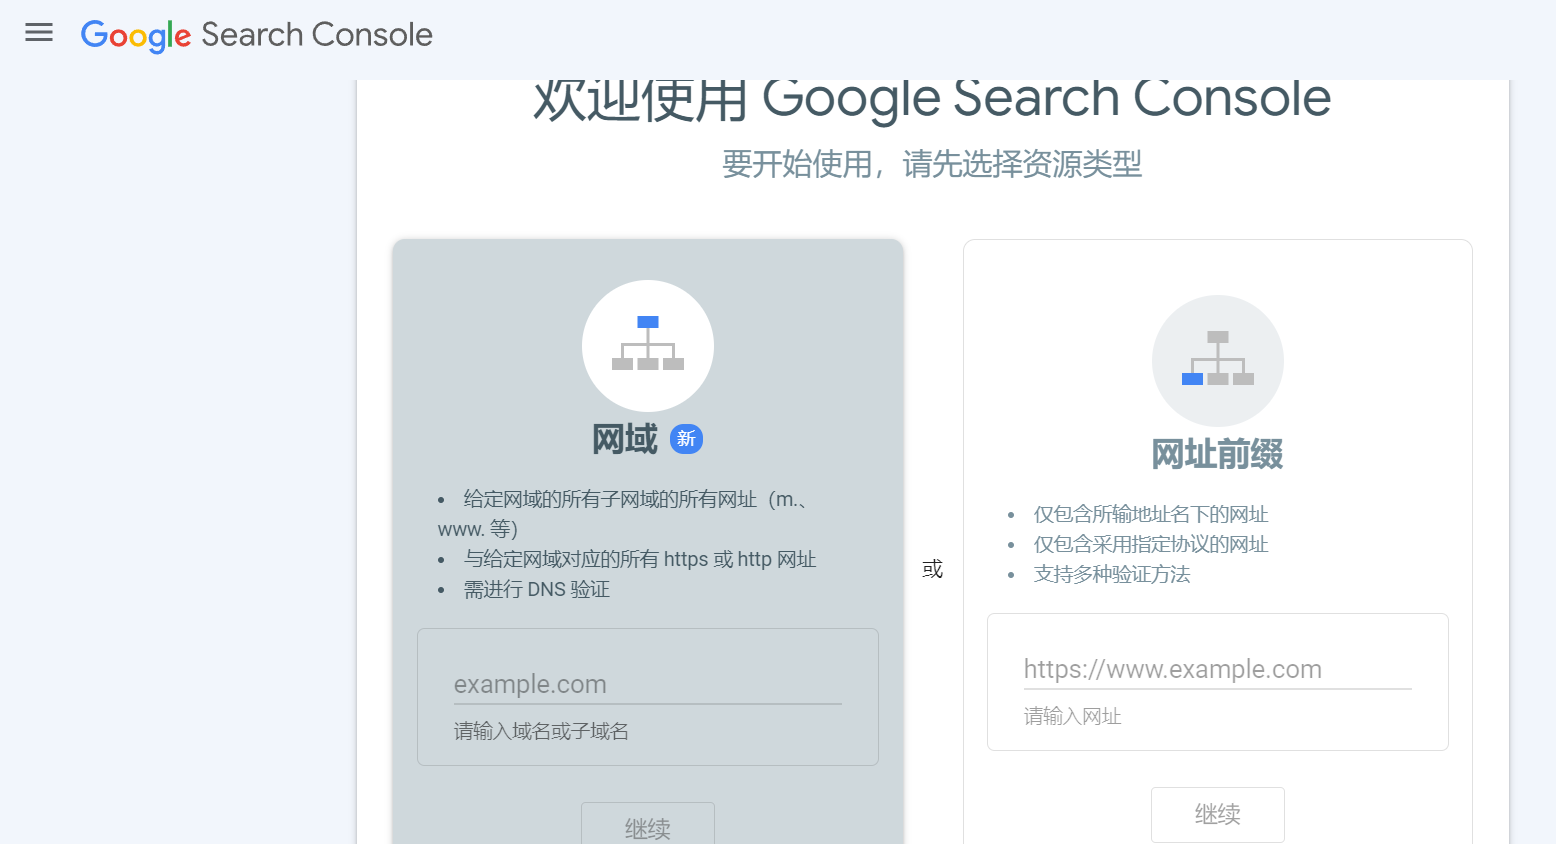 Google Search Console
欢迎使用 Google Search Console
要开始使用，请先选择资源类型
网域 新
• 给定网域的所有子网域的所有网址（m.、
www. 等）
• 与给定网域对应的所有 https 或 http 网址
• 需进行 DNS 验证
example.com
请输入域名或子域名
继续
或
网址前缀
• 仅包含所输地址名下的网址
• 仅包含采用指定协议的网址
• 支持多种验证方法
https://www.example.com
请输入网址
继续